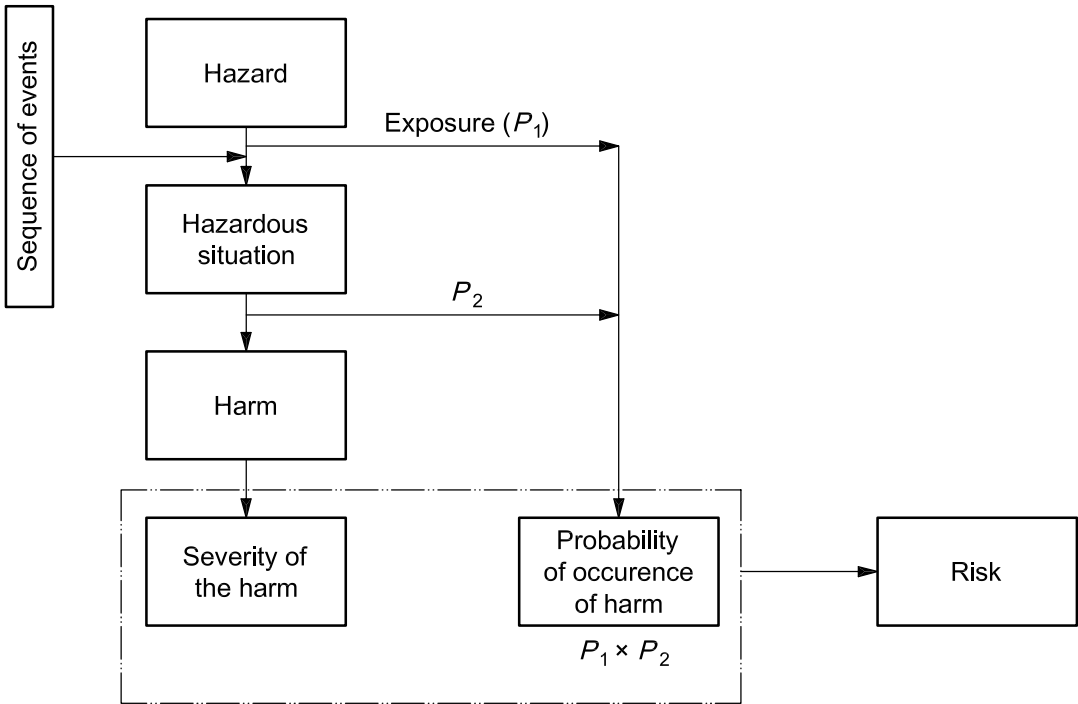 Sequence of events
Hazard
Exposure (P1)
Hazardous
situation
P2
Harm
Severity of
the harm
Probability
of occurence
of harm
P1 × P2
Risk